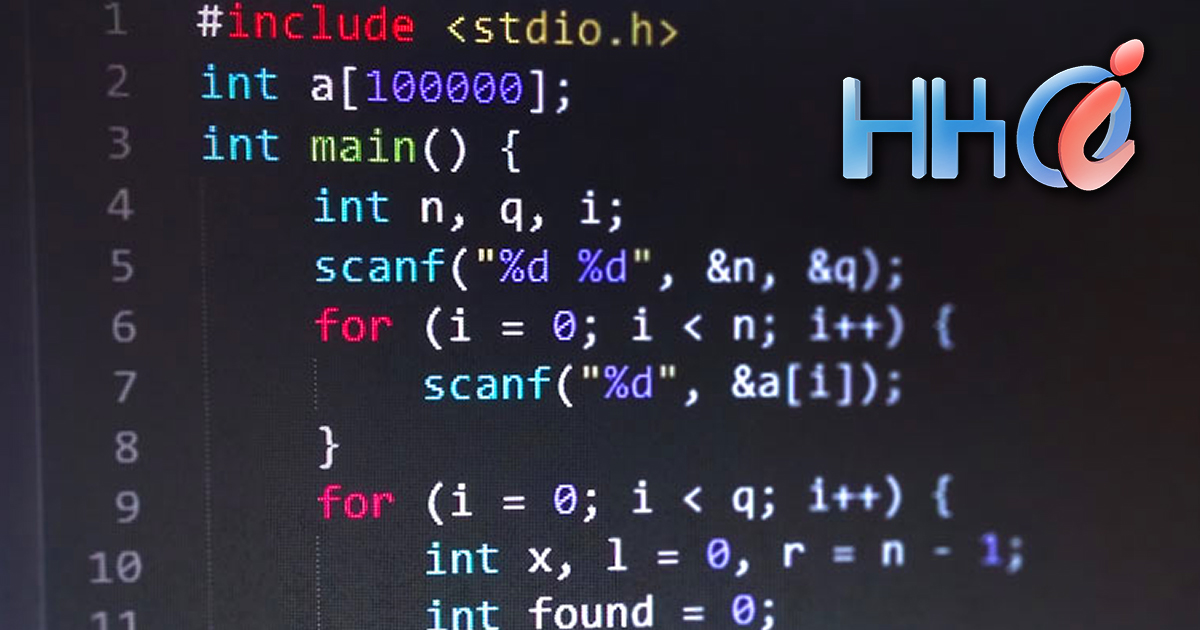 1 #include <stdio.h>
2 int a[100000];
3 int main() {
4 int n, q, i;
5 scanf("%d %d", &n, &q);
6 for (i = 0; i < n; i++) {
7 scanf("%d", &a[i]);
8 }
9 for (i = 0; i < q; i++) {
10 int x, l = 0, r = n - 1;
11 int found = 0;